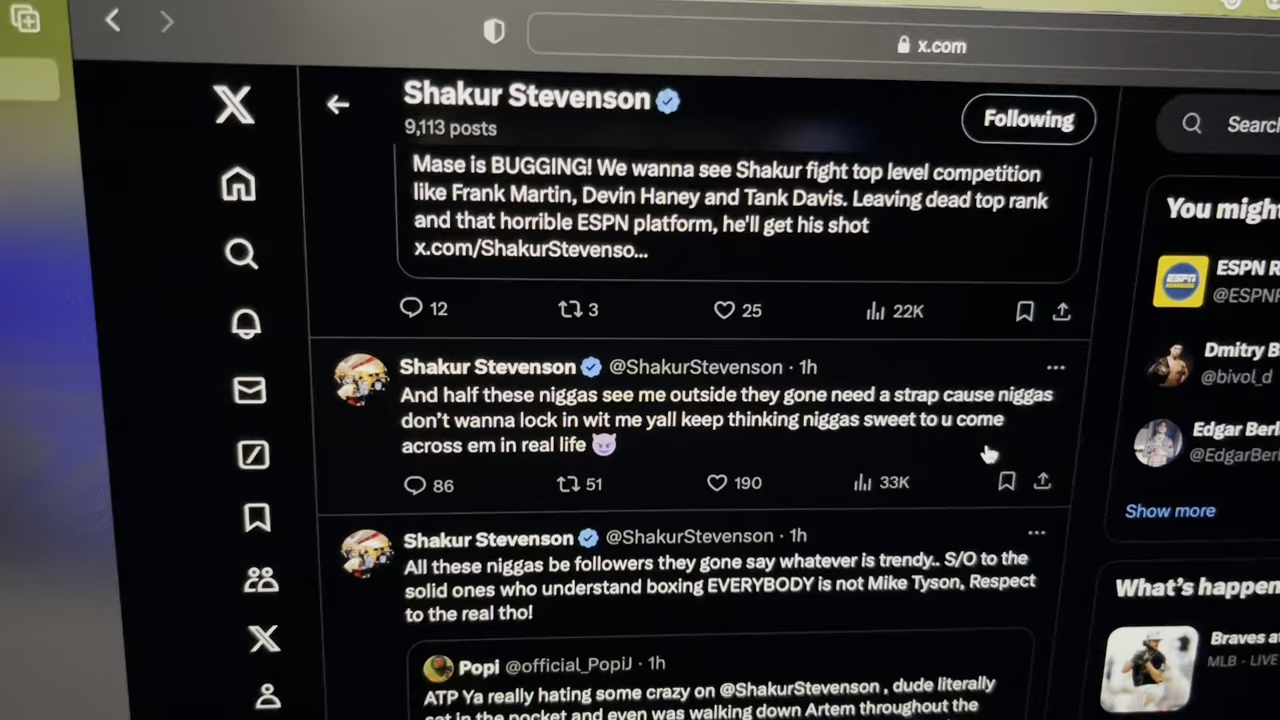 x.com
Shakur Stevenson
9,113 posts
Following
Mase is BUGGING! We wanna see Shakur fight top level competition
like Frank Martin, Devin Haney and Tank Davis. Leaving dead top rank
and that horrible ESPN platform, he'll get his shot
x.com/ShakurStevenso...
12 3 25 22K
Shakur Stevenson @ShakurStevenson · 1h
And half these niggas see me outside they gone need a strap cause niggas
don't wanna lock in wit me yall keep thinking niggas sweet to u come
across em in real life 😈
86 51 190 33K
Shakur Stevenson @ShakurStevenson · 1h
All these niggas be followers they gone say whatever is trendy.. S/O to the
solid ones who understand boxing EVERYBODY is not Mike Tyson, Respect
to the real tho!
Popi @official_PopiJ · 1h
ATP Ya really hating some crazy on @ShakurStevenson , dude literally
sat in the pocket and even was walking down Artem throughout the
Searc
You migh
ESPN R
@ESPNR
Dmitry B
@bivol_d
Edgar Berl
@EdgarBerl
Show more
What's happen
Braves a
MLB · LIVE